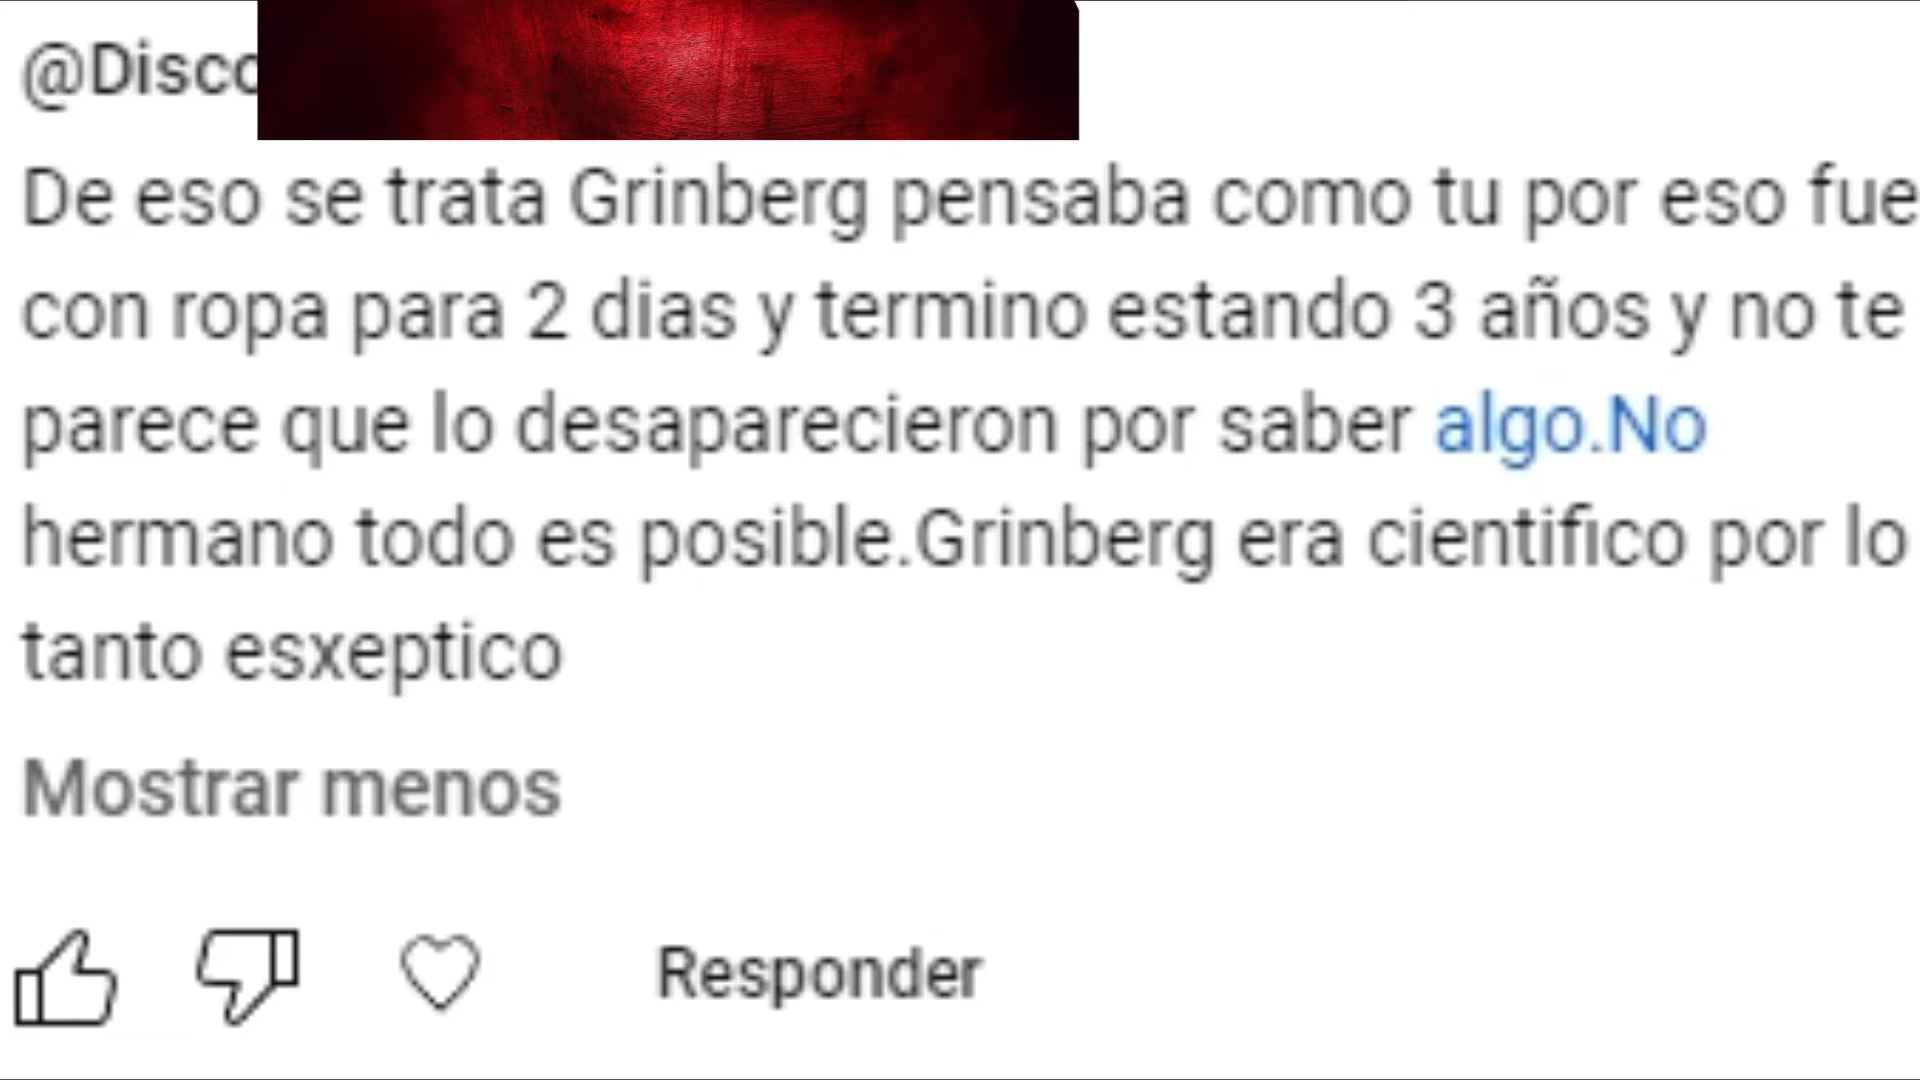 @Disco
De eso se trata Grinberg pensaba como tu por eso fue
con ropa para 2 dias y termino estando 3 años y no te
parece que lo desaparecieron por saber algo.No
hermano todo es posible.Grinberg era cientifico por lo
tanto esxeptico
Mostrar menos
Responder